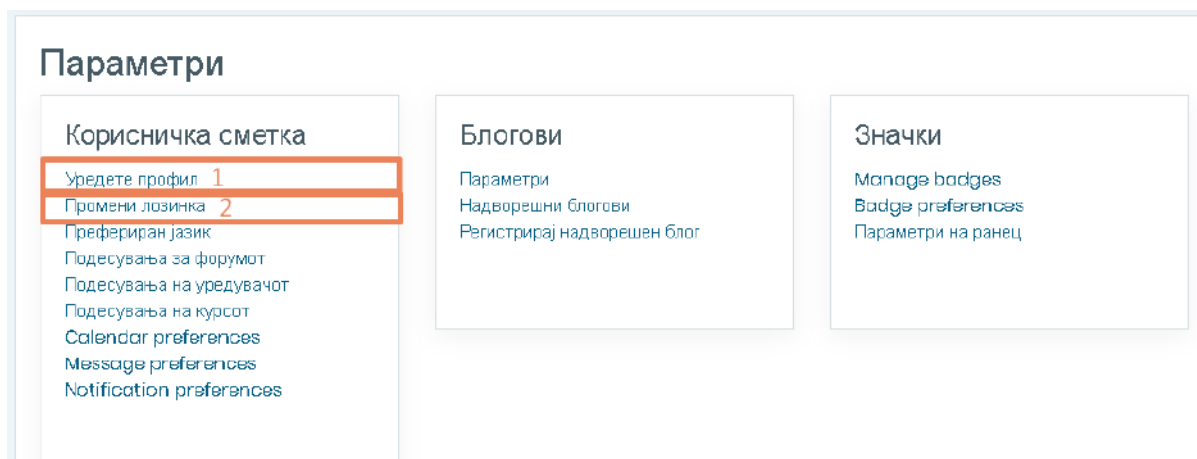 Параметри
Корисничка сметка
Уредете профил 1
Промени лозинка 2
Префериран јазик
Подесувања за форумот
Подесувања на уредувачот
Подесувања на курсот
Calendar preferences
Message preferences
Notification preferences
Блогови
Параметри
Надворешни блогови
Регистрирај надворешен блог
Значки
Manage badges
Badge preferences
Параметри на ранец